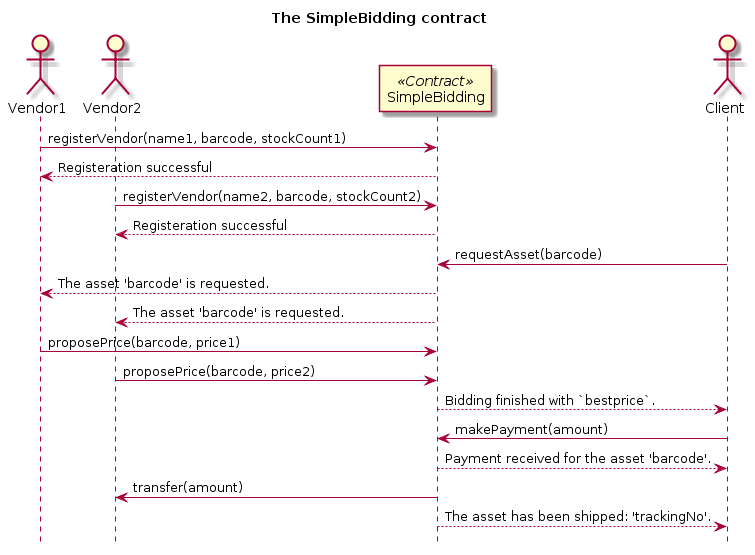 The SimpleBidding contract
Vendor1
Vendor2
«Contract»
SimpleBidding
Client
registerVendor(name1, barcode, stockCount1)
Registeration successful
registerVendor(name2, barcode, stockCount2)
Registeration successful
requestAsset(barcode)
The asset 'barcode' is requested.
The asset 'barcode' is requested.
proposePrice(barcode, price1)
proposePrice(barcode, price2)
Bidding finished with `bestprice`.
makePayment(amount)
Payment received for the asset 'barcode'.
transfer(amount)
The asset has been shipped: 'trackingNo'.